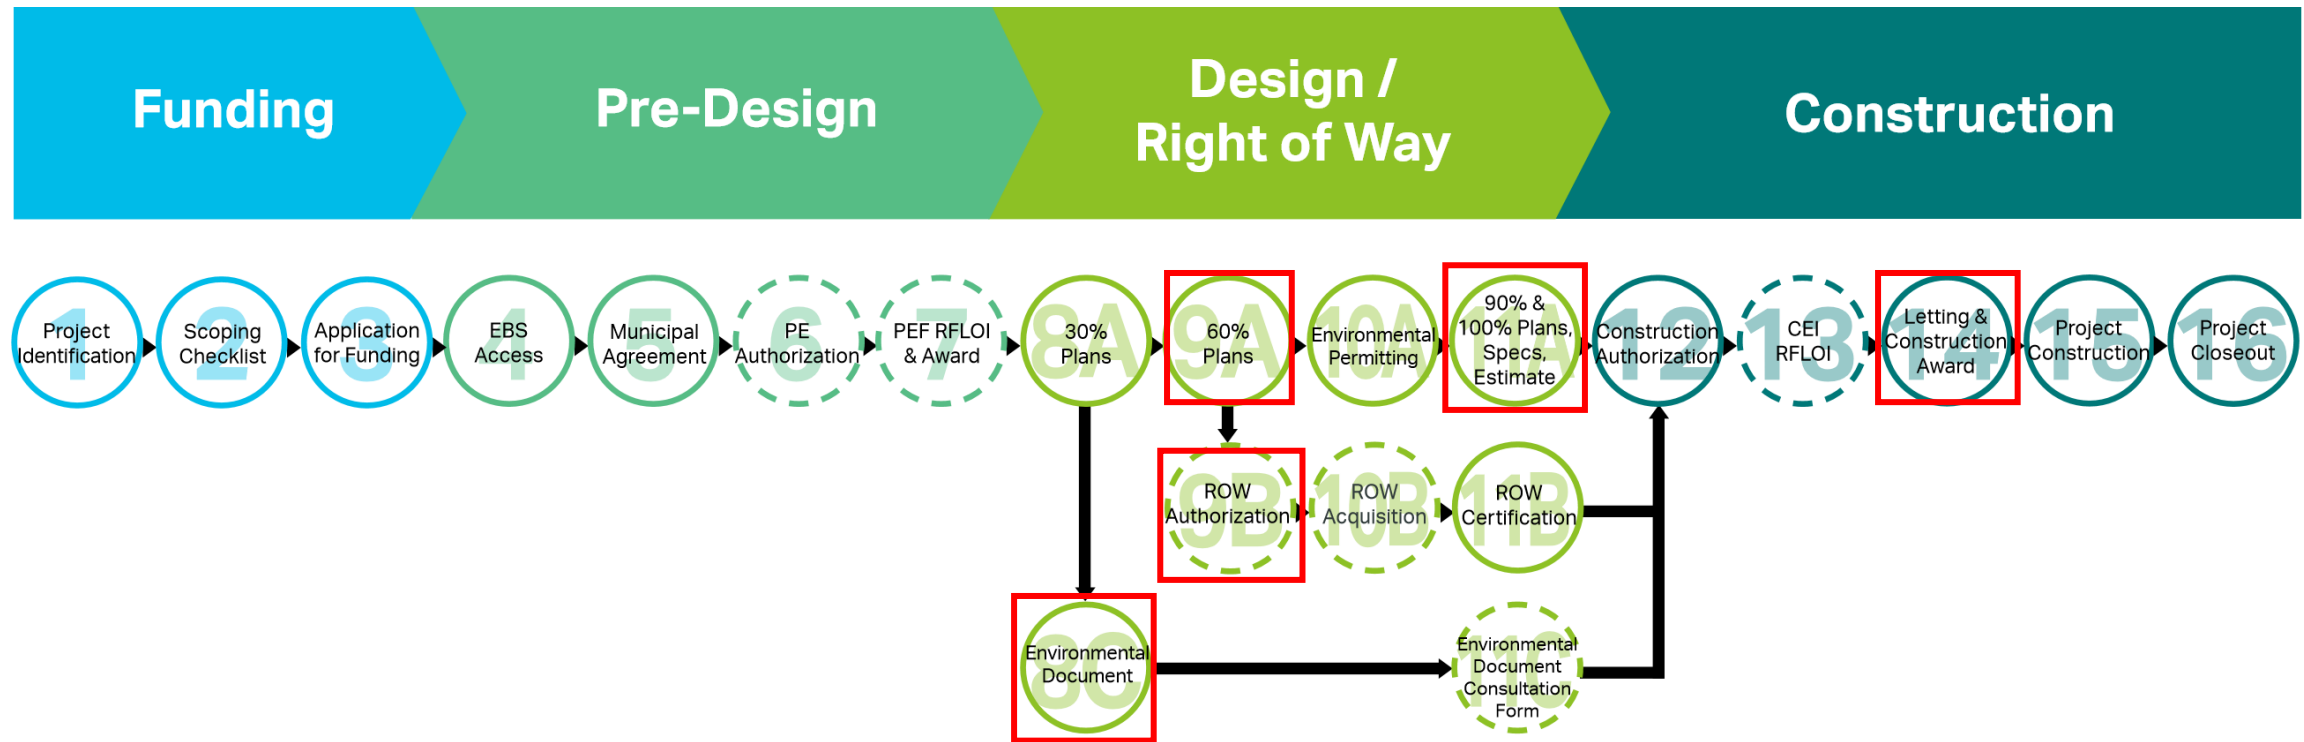 Funding
Pre-Design
Design /
Right of Way
Construction
1
Project
Identification
2
Scoping
Checklist
3
Application
for Funding
4
EBS
Access
5
Municipal
Agreement
6
PE
Authorization
7
PEF RFLOI
& Award
8A
30%
Plans
9A
60%
Plans
10A
Environmental
Permitting
11A
90% &
100% Plans,
Specs,
Estimate
12
Construction
Authorization
13
CEI
RFLOI
14
Letting &
Construction
Award
15
Project
Construction
16
Project
Closeout
9B
ROW
Authorization
10B
ROW
Acquisition
11B
ROW
Certification
8C
Environmental
Document
11C
Environmental
Document
Consultation
Form